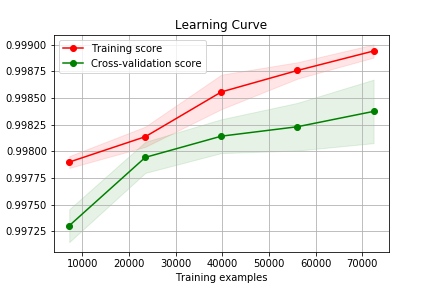 Learning Curve
0.99900
0.99875
0.99850
0.99825
0.99800
0.99775
0.99750
0.99725
Training score
Cross-validation score
10000 20000 30000 40000 50000 60000 70000
Training examples